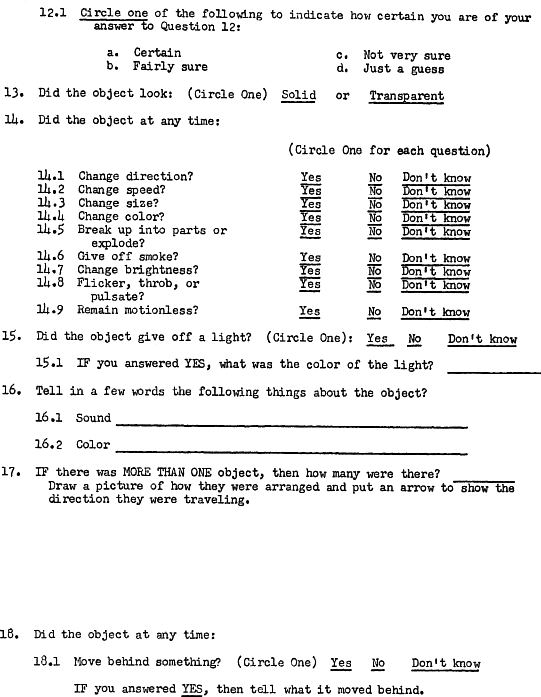 12.1 Circle one of the following to indicate how certain you are of your
answer to Question 12:
a. Certain c. Not very sure
b. Fairly sure d. Just a guess
13. Did the object look: (Circle One) Solid or Transparent
14. Did the object at any time:
(Circle One for each question)
14.1 Change direction? Yes No Don't know
14.2 Change speed? Yes No Don't know
14.3 Change size? Yes No Don't know
14.4 Change color? Yes No Don't know
14.5 Break up into parts or Yes No Don't know
explode?
14.6 Give off smoke? Yes No Don't know
14.7 Change brightness? Yes No Don't know
14.8 Flicker, throb, or Yes No Don't know
pulsate?
14.9 Remain motionless? Yes No Don't know
15. Did the object give off a light? (Circle One): Yes No Don't know
15.1 IF you answered YES, what was the color of the light?
16. Tell in a few words the following things about the object?
16.1 Sound
16.2 Color
17. IF there was MORE THAN ONE object, then how many were there?
Draw a picture of how they were arranged and put an arrow to show the
direction they were traveling.
18. Did the object at any time:
18.1 Move behind something? (Circle One) Yes No Don't know
IF you answered YES, then tell what it moved behind.